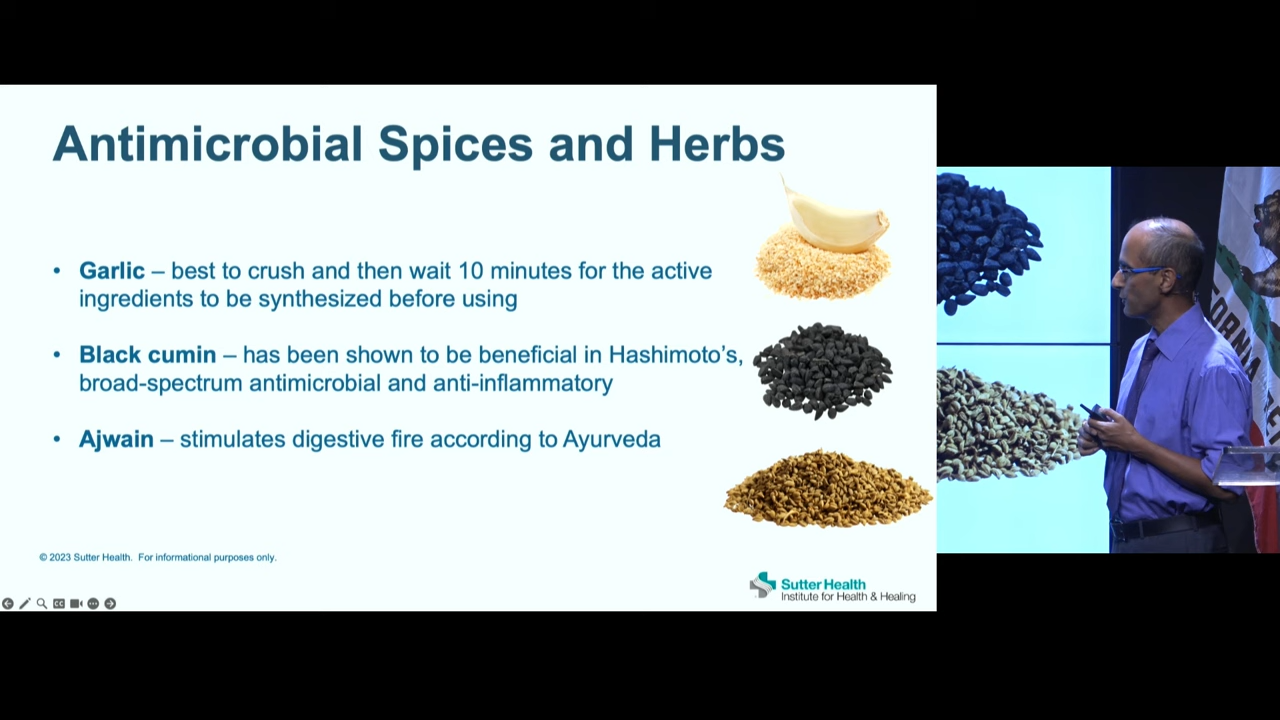 Antimicrobial Spices and Herbs
• Garlic – best to crush and then wait 10 minutes for the active
ingredients to be synthesized before using
• Black cumin – has been shown to be beneficial in Hashimoto's,
broad-spectrum antimicrobial and anti-inflammatory
• Ajwain – stimulates digestive fire according to Ayurveda
© 2023 Sutter Health. For informational purposes only.
Sutter Health
Institute for Health & Healing
CC